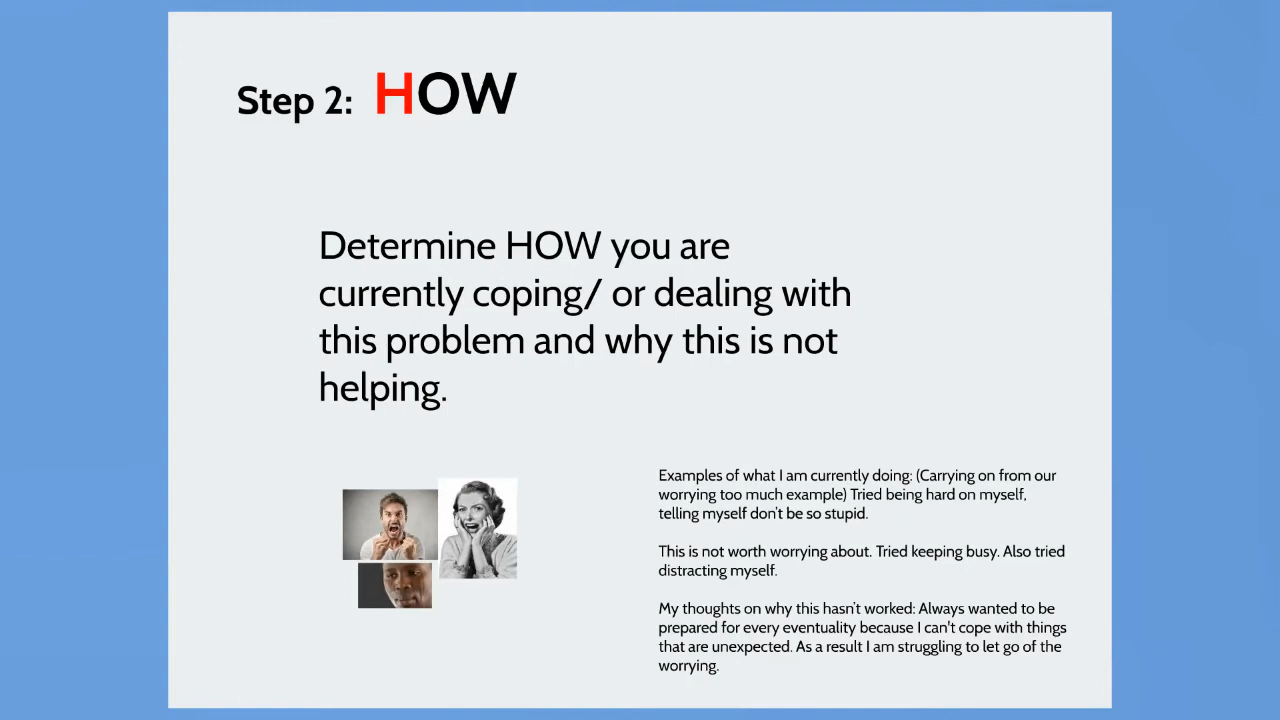 Step 2: HOW
Determine HOW you are
currently coping/ or dealing with
this problem and why this is not
helping.
Examples of what I am currently doing: (Carrying on from our
worrying too much example) Tried being hard on myself,
telling myself don't be so stupid.
This is not worth worrying about. Tried keeping busy. Also tried
distracting myself.
My thoughts on why this hasn't worked: Always wanted to be
prepared for every eventuality because I can't cope with things
that are unexpected. As a result I am struggling to let go of the
worrying.